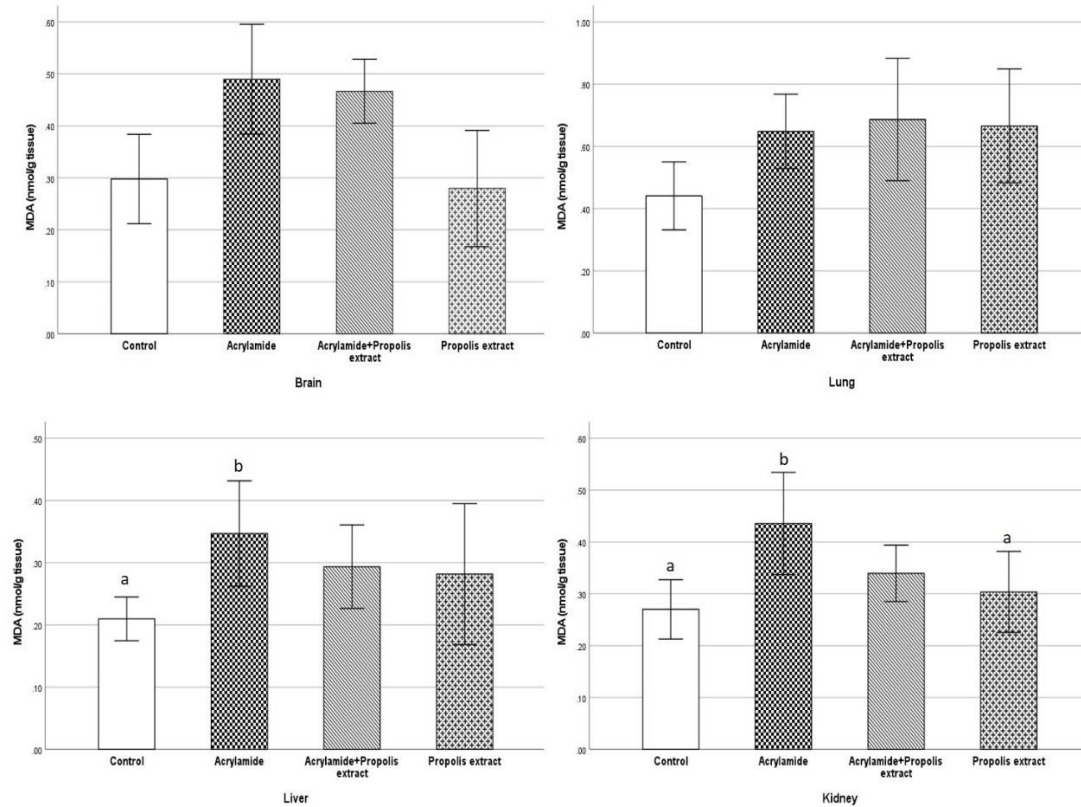 .60
.50
.40
.30
.20
.10
.00
MDA (nmol/g tissue)
Control
Acrylamide
Acrylamide+Propolis
extract
Propolis extract
Brain
1.00
.80
.60
.40
.20
.00
MDA (nmol/g tissue)
Control
Acrylamide
Acrylamide+Propolis
extract
Propolis extract
Lung
.50
.40
.30
.20
.10
.00
MDA (nmol/g tissue)
a
b
Control
Acrylamide
Acrylamide+Propolis
extract
Propolis extract
Liver
.60
.50
.40
.30
.20
.10
.00
MDA (nmol/g tissue)
a
b
a
Control
Acrylamide
Acrylamide+Propolis
extract
Propolis extract
Kidney